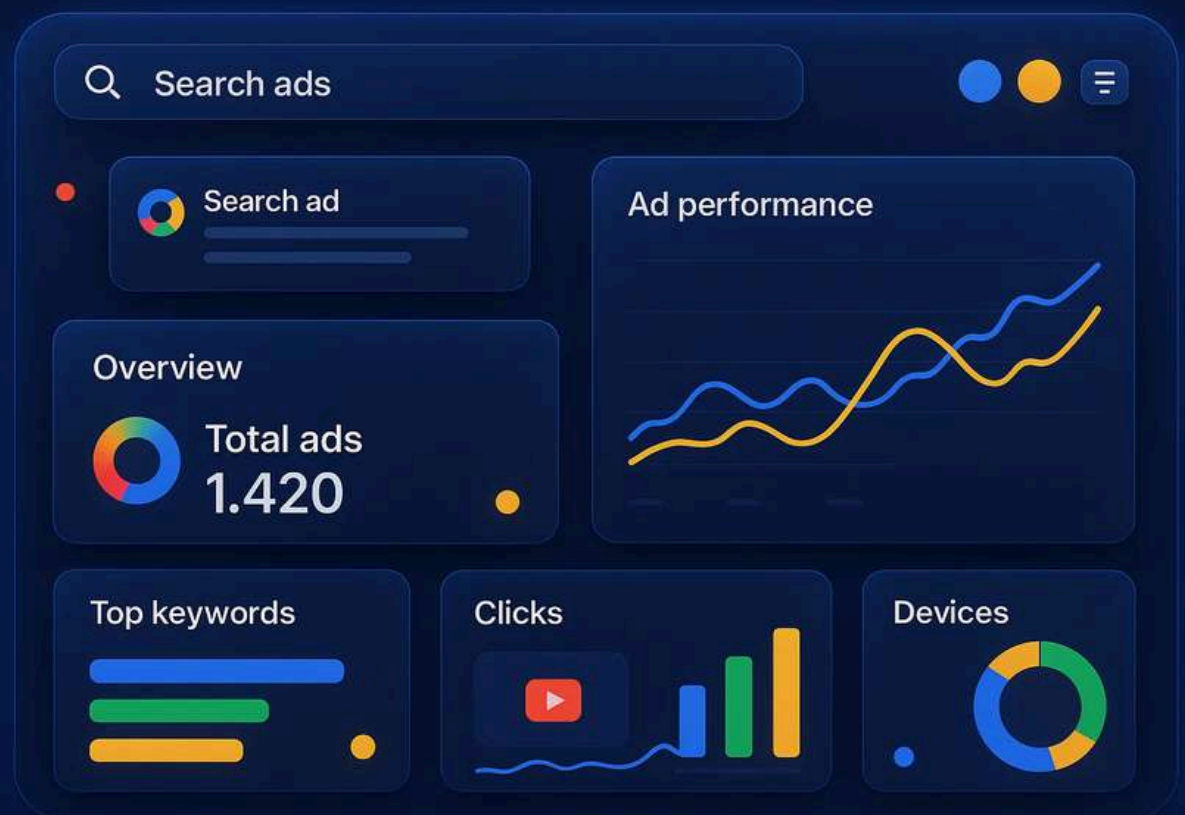 Search ads
Search ad
Ad performance
Overview
Total ads
1.420
Top keywords
Clicks
Devices